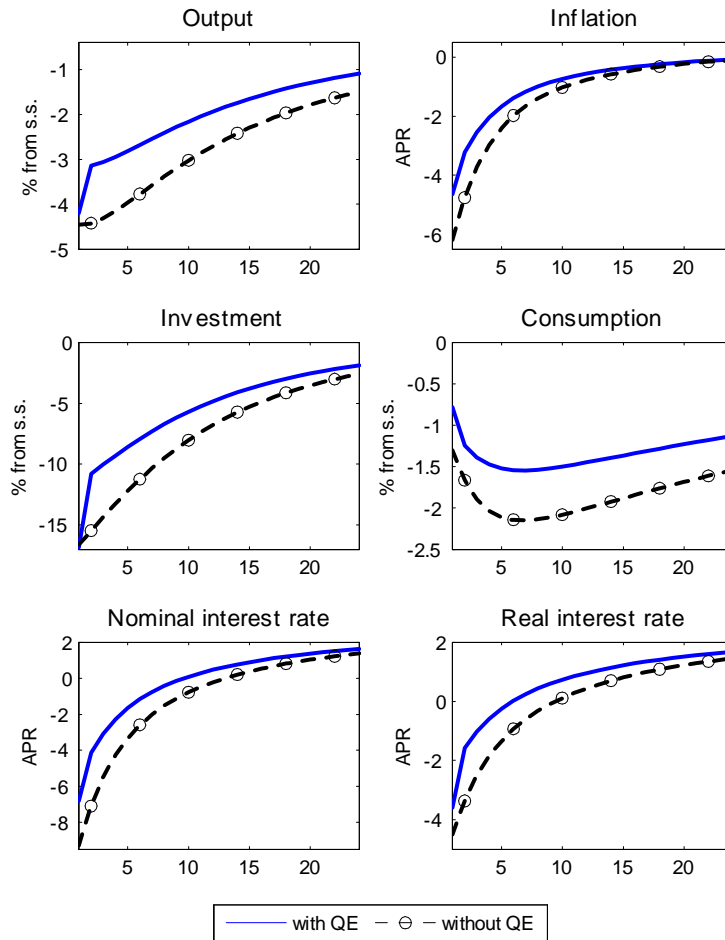 Output
% from s.s.
-1
-2
-3
-4
-5
5 10 15 20
Inflation
APR
0
-2
-4
-6
5 10 15 20
Investment
% from s.s.
0
-5
-10
-15
5 10 15 20
Consumption
% from s.s.
0
-0.5
-1
-1.5
-2
-2.5
5 10 15 20
Nominal interest rate
APR
2
0
-2
-4
-6
-8
5 10 15 20
Real interest rate
APR
2
0
-2
-4
5 10 15 20
with QE without QE